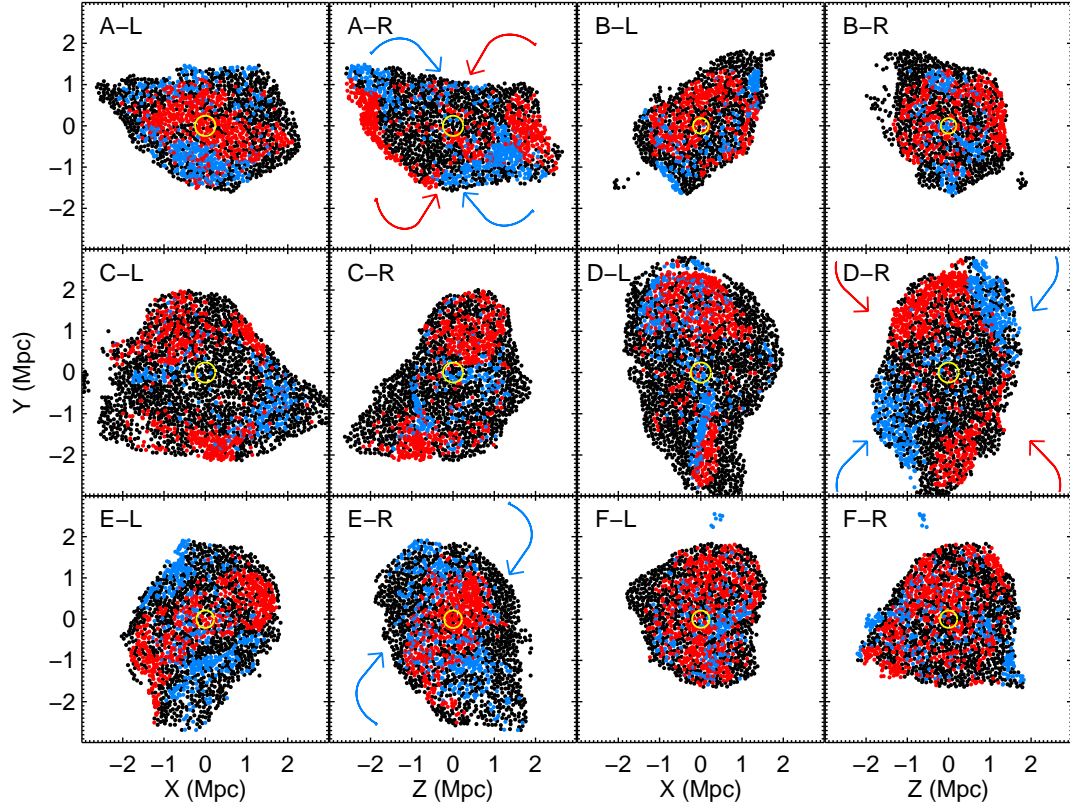 A−L
A−R
B−L
B−R
2
1
0
−1
−2
C−L
C−R
D−L
D−R
2
1
0
−1
−2
Y (Mpc)
E−L
E−R
F−L
F−R
2
1
0
−1
−2
−2 −1 0 1 2
−2 −1 0 1 2
−2 −1 0 1 2
−2 −1 0 1 2
X (Mpc)
Z (Mpc)
X (Mpc)
Z (Mpc)